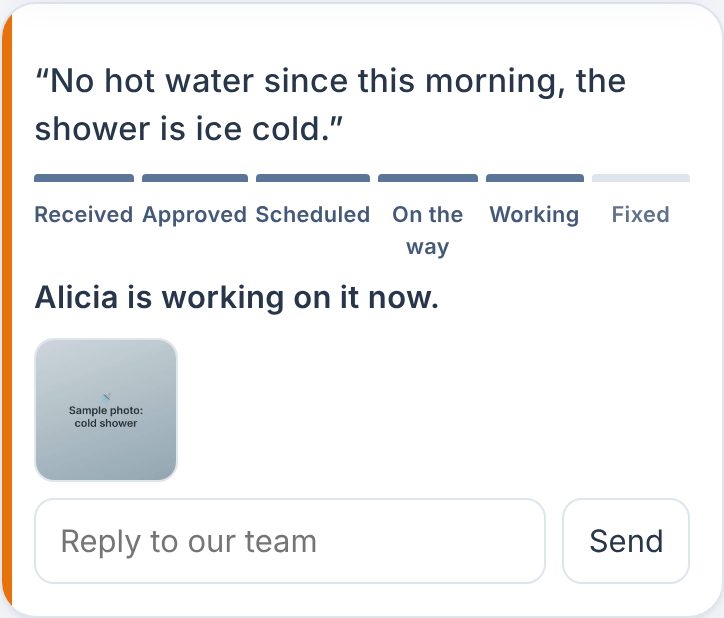 “No hot water since this morning, the
shower is ice cold.”
Received Approved Scheduled On the way Working Fixed
Alicia is working on it now.
Sample photo:
cold shower
Reply to our team
Send